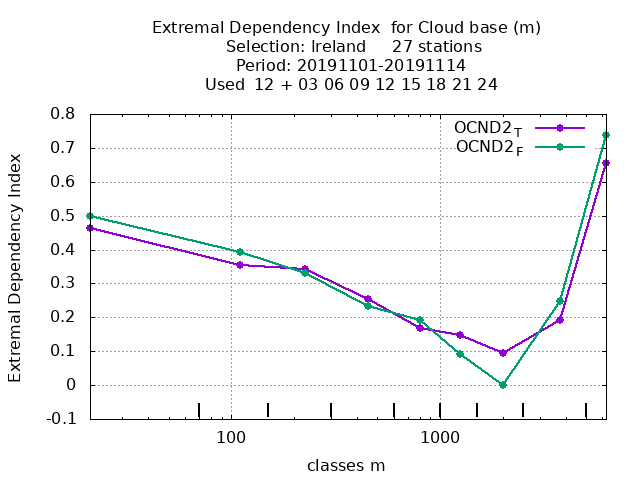 Extremal Dependency Index  for Cloud base (m)
Selection: Ireland     27 stations
Period: 20191101-20191114
Used  12 + 03 06 09 12 15 18 21 24
OCND2T
OCND2F
0.8
0.7
0.6
0.5
0.4
0.3
0.2
0.1
0
-0.1
Extremal Dependency Index
100 1000
classes m